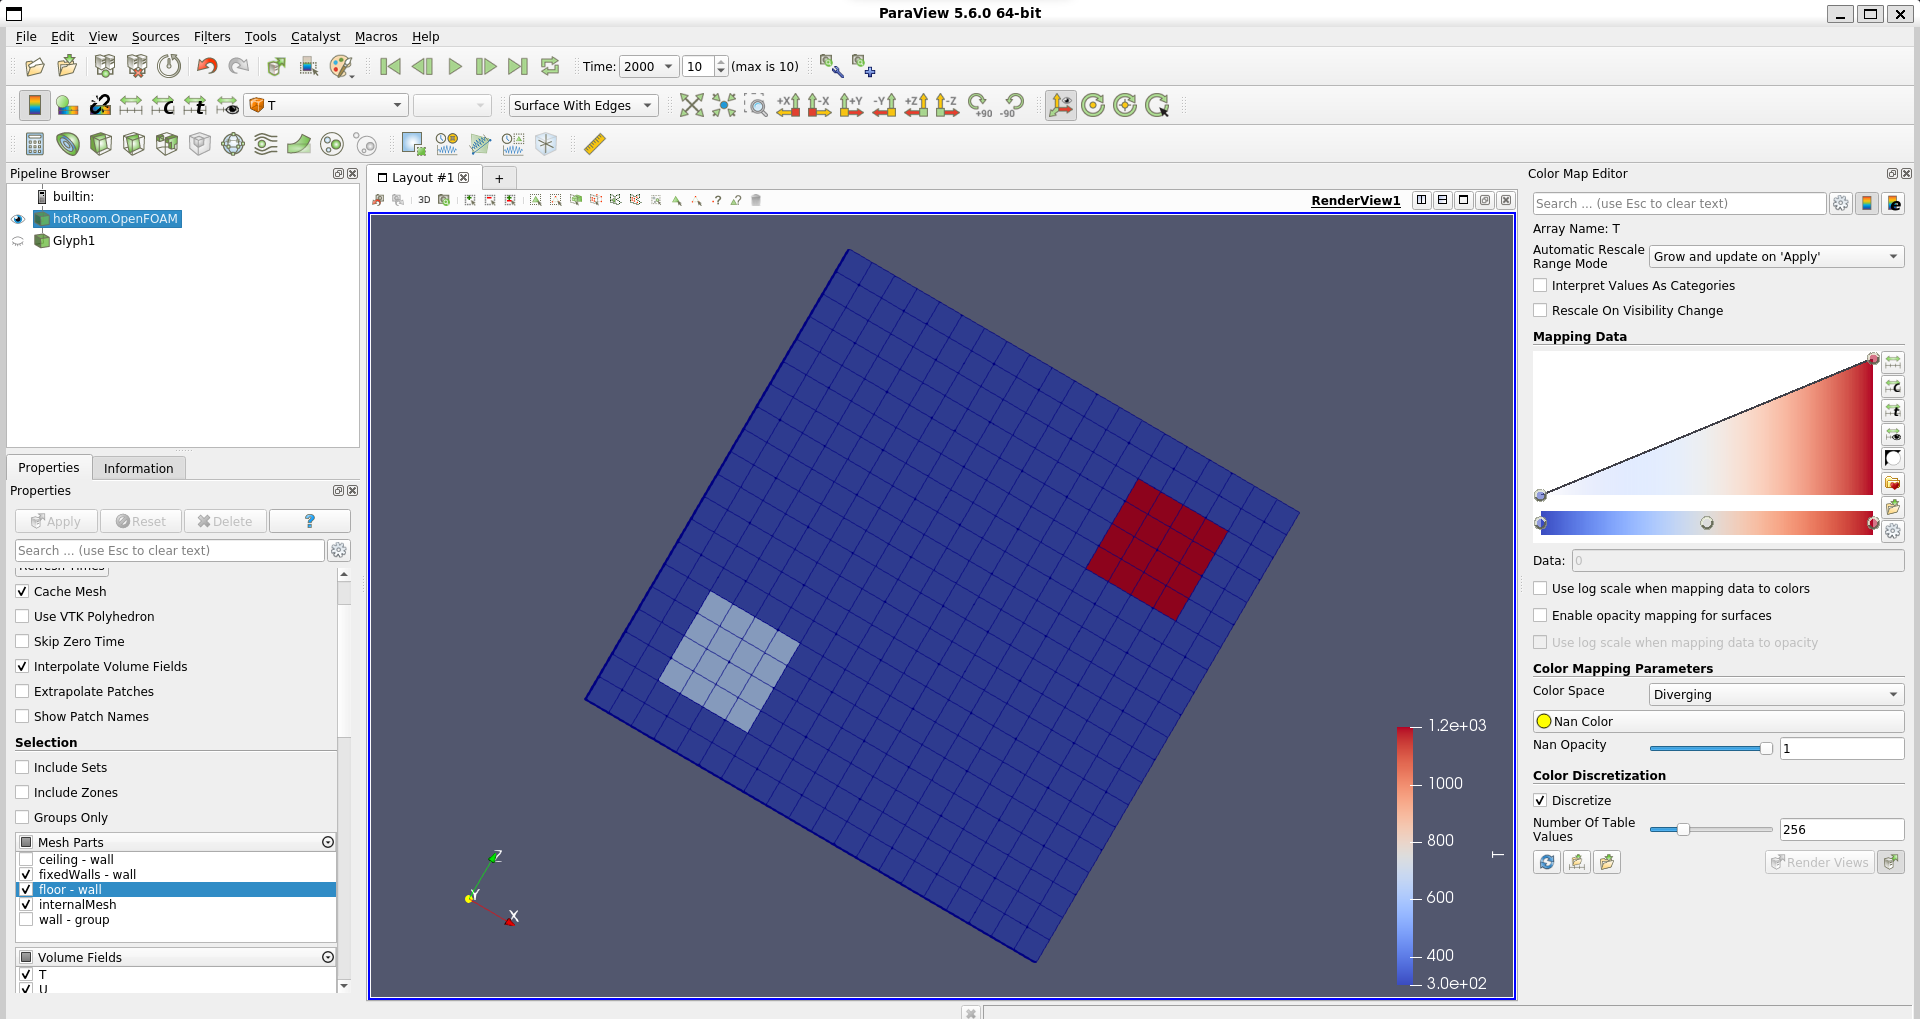 ParaView 5.6.0 64-bit
File Edit View Sources Filters Tools Catalyst Macros Help
Time: 2000 10 (max is 10)
T Surface With Edges +X -X +Y -Y +Z -Z +90 -90
Pipeline Browser
builtin:
hotRoom.OpenFOAM
Glyph1
Properties Information
Properties
Apply Reset Delete ?
Search ... (use Esc to clear text)
Refresh Times
Cache Mesh
Use VTK Polyhedron
Skip Zero Time
Interpolate Volume Fields
Extrapolate Patches
Show Patch Names
Selection
Include Sets
Include Zones
Groups Only
Mesh Parts
ceiling - wall
fixedWalls - wall
floor - wall
internalMesh
wall - group
Volume Fields
T
U
Layout #1 +
3D ? ? RenderView1
Z
Y
X
1.2e+03
1000
800
600
400
3.0e+02
T
Color Map Editor
Search ... (use Esc to clear text)
Array Name: T
Automatic Rescale
Range Mode
Grow and update on 'Apply'
Interpret Values As Categories
Rescale On Visibility Change
Mapping Data
Data: 0
Use log scale when mapping data to colors
Enable opacity mapping for surfaces
Use log scale when mapping data to opacity
Color Mapping Parameters
Color Space Diverging
Nan Color
Nan Opacity 1
Color Discretization
Discretize
Number Of Table
Values
256
Render Views